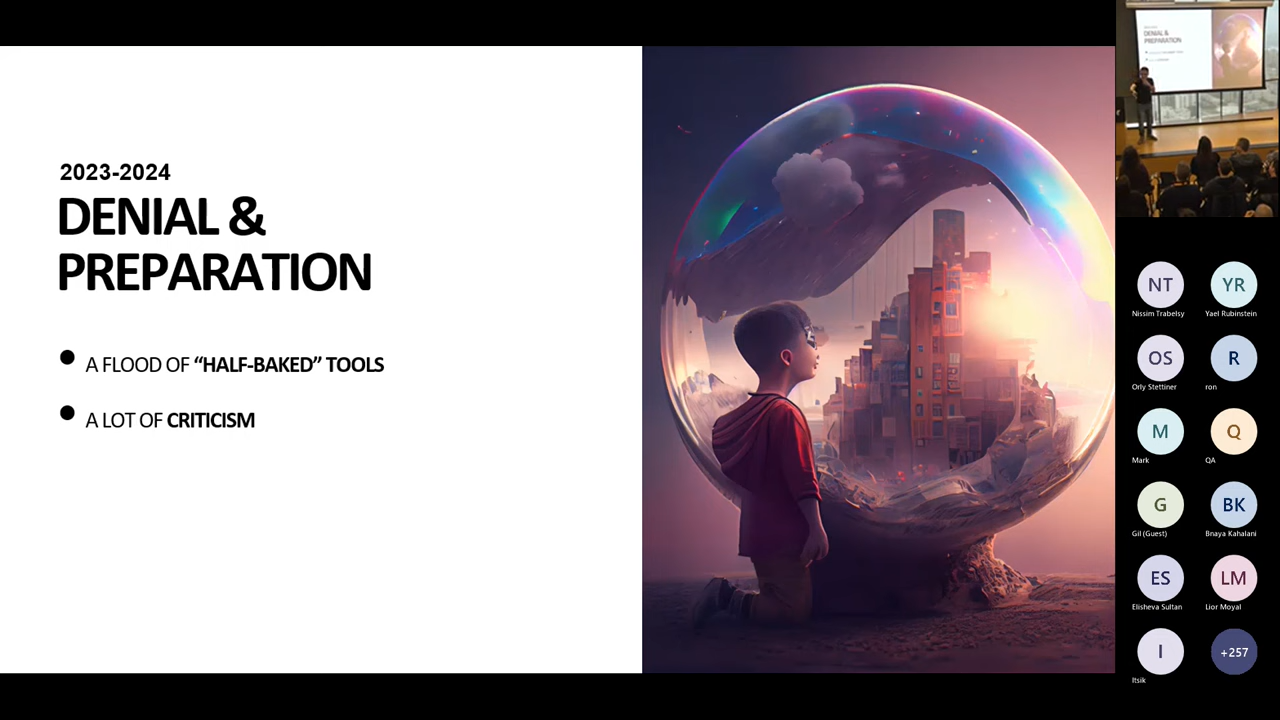 2023-2024
DENIAL &
PREPARATION
A FLOOD OF “HALF-BAKED” TOOLS
A LOT OF CRITICISM
DENIAL &
PREPARATION
NT
YR
Nissim Trabelsy
Yael Rubinstein
OS
R
Orly Stettiner
ron
M
Q
Mark
QA
G
BK
Gil (Guest)
Bnaya Kahalani
ES
LM
Elisheva Sultan
Lior Moyal
I
+257
Itsik